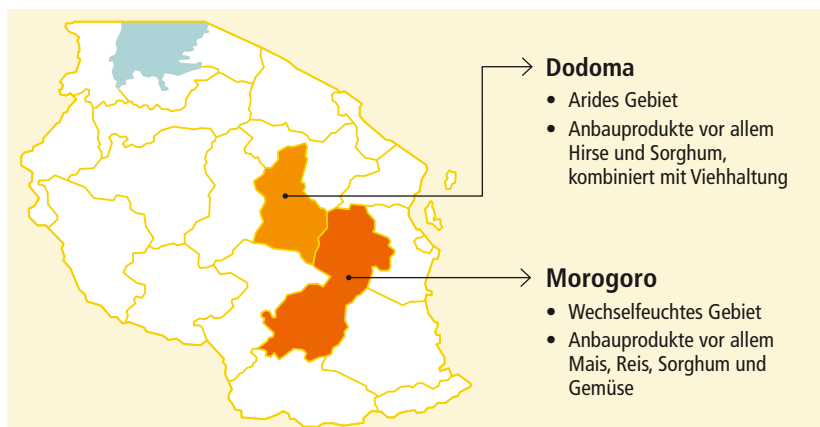 Dodoma
• Arides Gebiet
• Anbauprodukte vor allem
Hirse und Sorghum,
kombiniert mit Viehhaltung
Morogoro
• Wechselfeuchtes Gebiet
• Anbauprodukte vor allem
Mais, Reis, Sorghum und
Gemüse